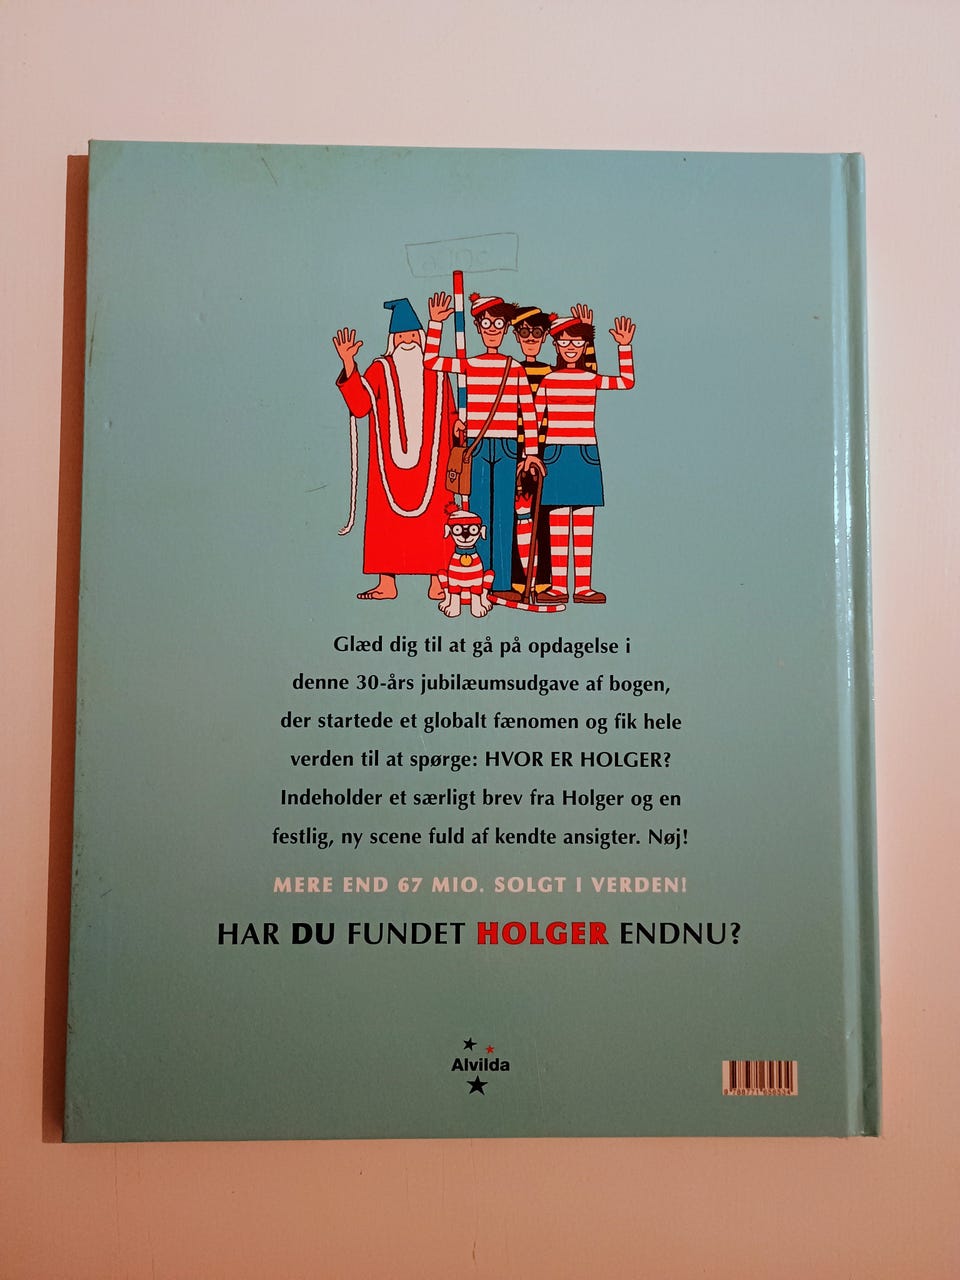 Glæd dig til at gå på opdagelse i
denne 30-års jubilæumsudgave af bogen,
der startede et globalt fænomen og fik hele
verden til at spørge: HVOR ER HOLGER?
Indeholder et særligt brev fra Holger og en
festlig, ny scene fuld af kendte ansigter. Nøj!
MERE END 67 MIO. SOLGT I VERDEN!
HAR DU FUNDET HOLGER ENDNU?
Alvilda